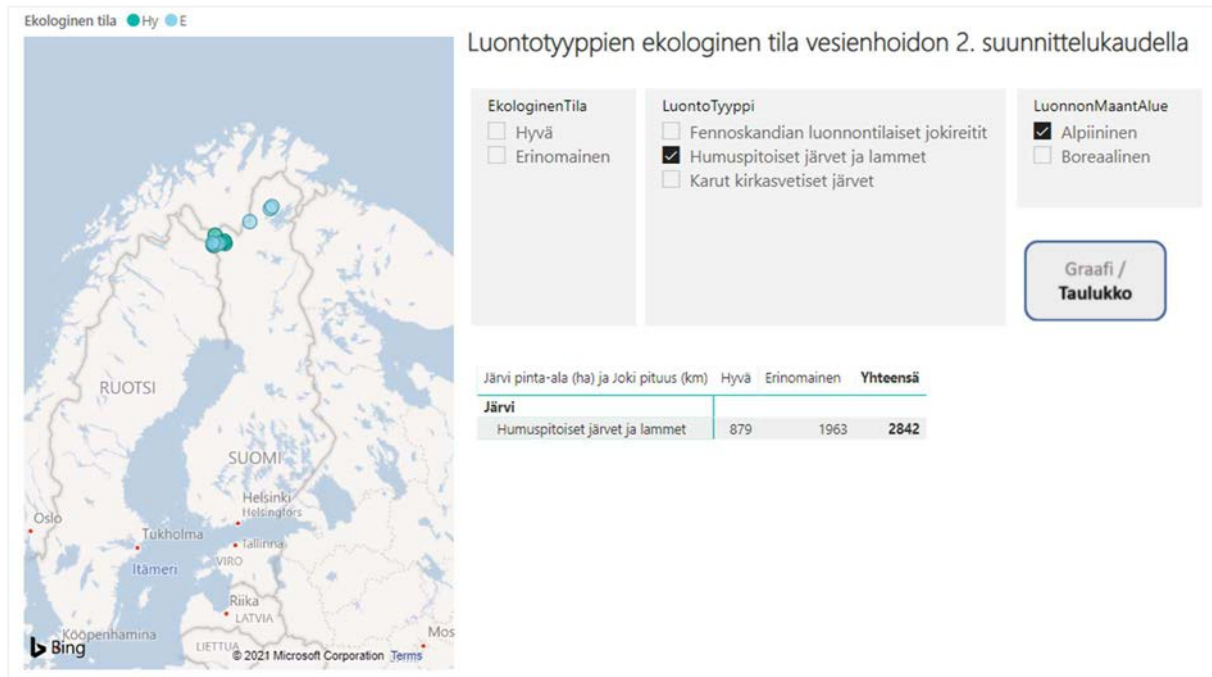 Ekologinen tila Hy E
Luontotyyppien ekologinen tila vesienhoidon 2. suunnittelukaudella
EkologinenTila
Hyvä
Erinomainen
LuontoTyyppi
Fennoskandian luonnontilaiset jokireitit
Humuspitoiset järvet ja lammet
Karut kirkasvetiset järvet
LuonnonMaantAlue
Alpiininen
Boreaalinen
Graafi /
Taulukko
Järvi pinta-ala (ha) ja Joki pituus (km) Hyvä Erinomainen Yhteensä
Järvi
Humuspitoiset järvet ja lammet 879 1963 2842
RUOTSI
SUOMI
Helsinki
Helsingfors
Oslo
Tukholma
Tallinna
VIRO
Itämeri
Riika
LATVIA
Kööpenhamina
Mos
LIETTUA
Bing
© 2021 Microsoft Corporation Terms